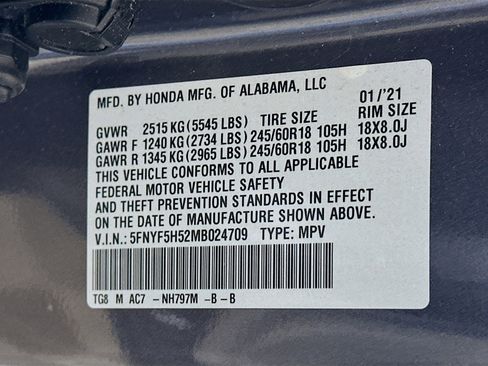 MFD. BY HONDA MFG. OF ALABAMA, LLC
GVWR 2515 KG (5545 LBS) TIRE SIZE 01/'21 RIM SIZE
GAWR F 1240 KG (2734 LBS) 245/60R18 105H 18X8.0J
GAWR R 1345 KG (2965 LBS) 245/60R18 105H 18X8.0J
THIS VEHICLE CONFORMS TO ALL APPLICABLE
FEDERAL MOTOR VEHICLE SAFETY
AND THEFT PREVENTION STANDARDS IN EFFECT
ON THE DATE OF MANUFACTURE SHOWN ABOVE.
V.I.N.: 5FNYF5H52MB024709 TYPE: MPV
TG8 M AC7 - NH797M - B - B